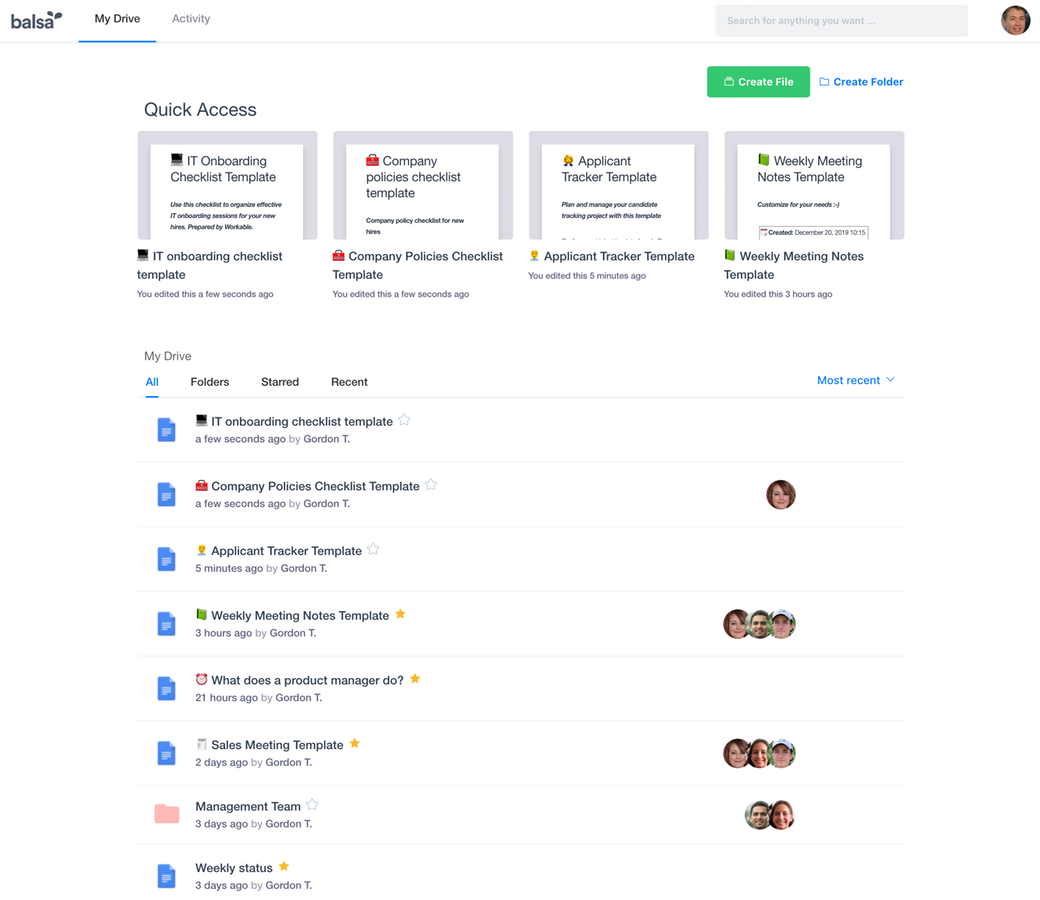 balsa
My Drive
Activity
Search for anything you want ...
Create File
Create Folder
Quick Access
IT Onboarding
Checklist Template
Use this checklist to organize effective
IT onboarding sessions for your new
hires. Prepared by Workable.
IT onboarding checklist
template
You edited this a few seconds ago
Company
policies checklist
template
Company policy checklist for new
hires
Company Policies Checklist
Template
You edited this a few seconds ago
Applicant
Tracker Template
Plan and manage your candidate
tracking project with this template
Applicant Tracker Template
You edited this 5 minutes ago
Weekly Meeting
Notes Template
Customize for your needs :-)
Created: December 20, 2019 10:15
Weekly Meeting Notes
Template
You edited this 3 hours ago
My Drive
All
Folders
Starred
Recent
Most recent
IT onboarding checklist template
a few seconds ago by Gordon T.
Company Policies Checklist Template
a few seconds ago by Gordon T.
Applicant Tracker Template
5 minutes ago by Gordon T.
Weekly Meeting Notes Template
3 hours ago by Gordon T.
What does a product manager do?
21 hours ago by Gordon T.
Sales Meeting Template
2 days ago by Gordon T.
Management Team
3 days ago by Gordon T.
Weekly status
3 days ago by Gordon T.